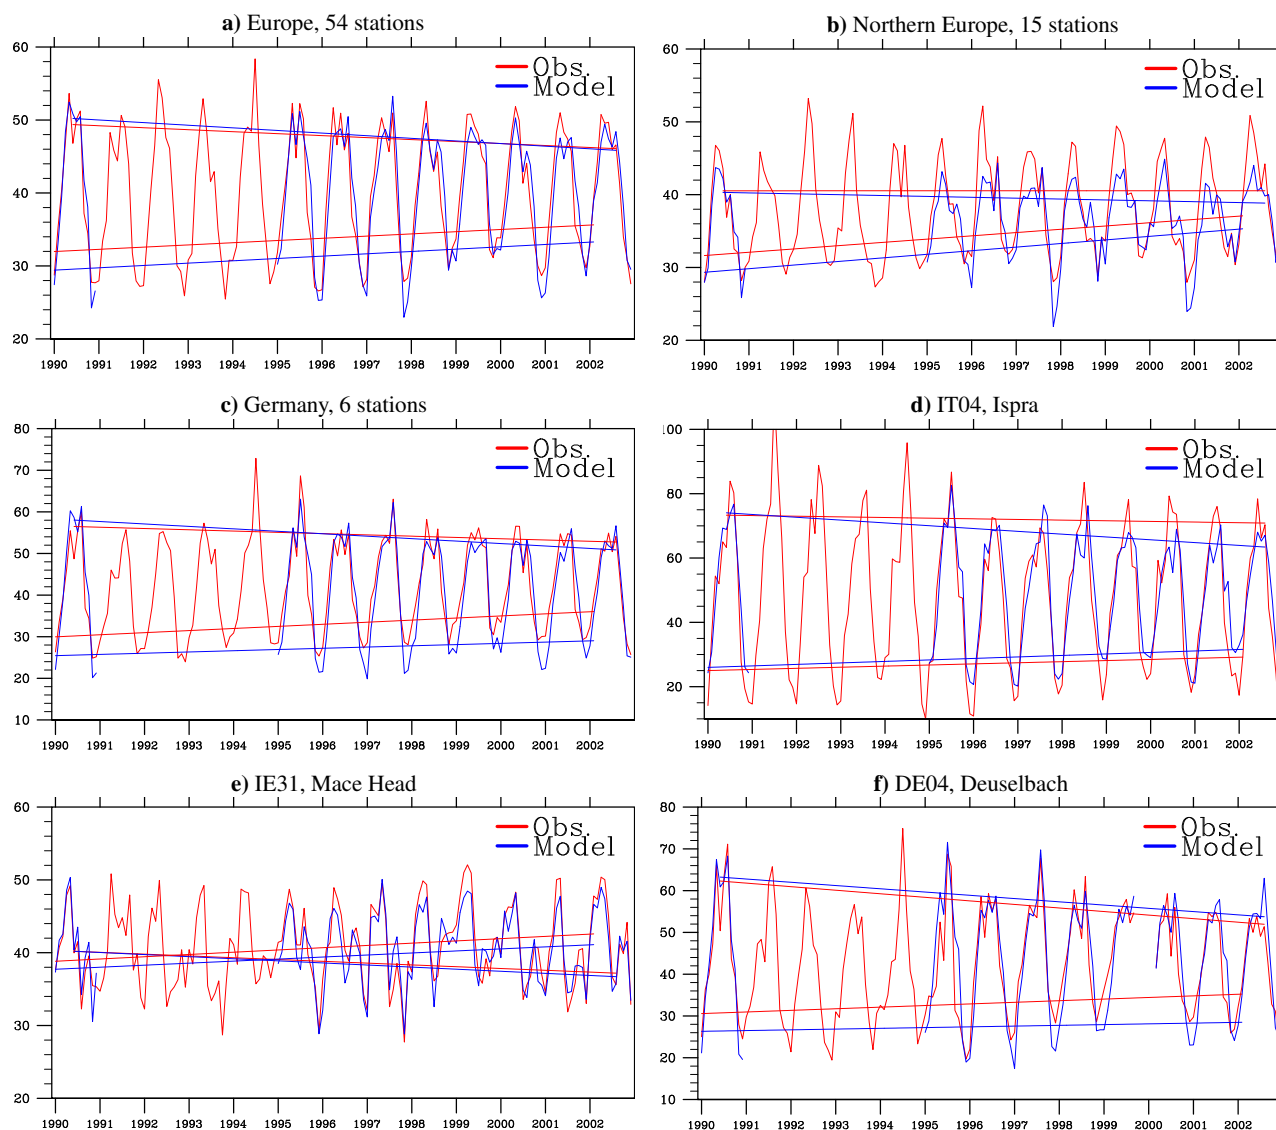 a) Europe, 54 stations
60
50
40
30
20
Obs.
Model
1990 1991 1992 1993 1994 1995 1996 1997 1998 1999 2000 2001 2002
b) Northern Europe, 15 stations
60
50
40
30
20
Obs.
Model
1990 1991 1992 1993 1994 1995 1996 1997 1998 1999 2000 2001 2002
c) Germany, 6 stations
80
70
60
50
40
30
20
10
Obs.
Model
1990 1991 1992 1993 1994 1995 1996 1997 1998 1999 2000 2001 2002
d) IT04, Ispra
100
80
60
40
20
Obs.
Model
1990 1991 1992 1993 1994 1995 1996 1997 1998 1999 2000 2001 2002
e) IE31, Mace Head
60
50
40
30
20
Obs.
Model
1990 1991 1992 1993 1994 1995 1996 1997 1998 1999 2000 2001 2002
f) DE04, Deuselbach
80
70
60
50
40
30
20
10
Obs.
Model
1990 1991 1992 1993 1994 1995 1996 1997 1998 1999 2000 2001 2002